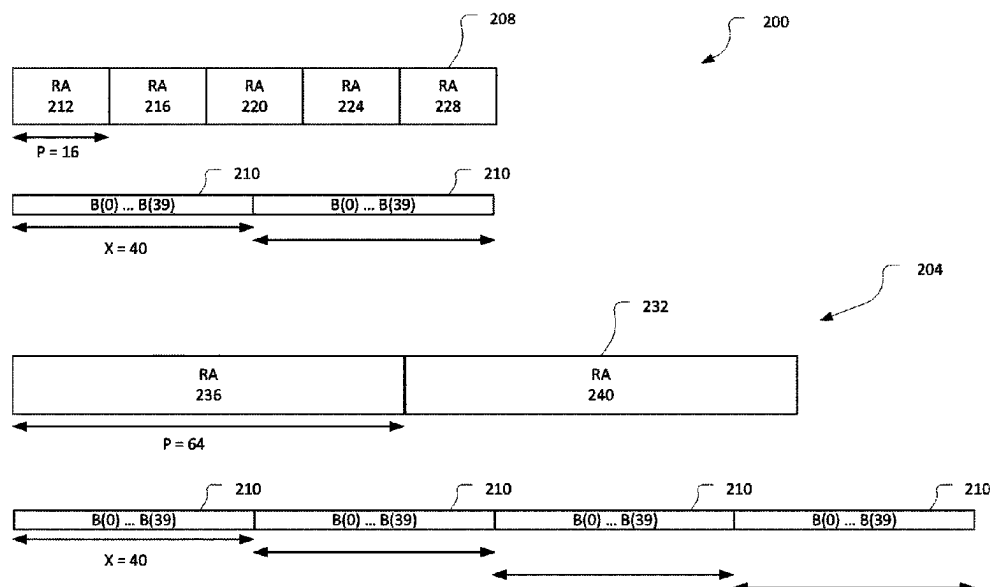 208
200
RA RA RA RA RA
212 216 220 224 228
P = 16
210 210
B(0) ... B(39) B(0) ... B(39)
X = 40
204
232
RA RA
236 240
P = 64
210 210 210 210
B(0) ... B(39) B(0) ... B(39) B(0) ... B(39) B(0) ... B(39)
X = 40